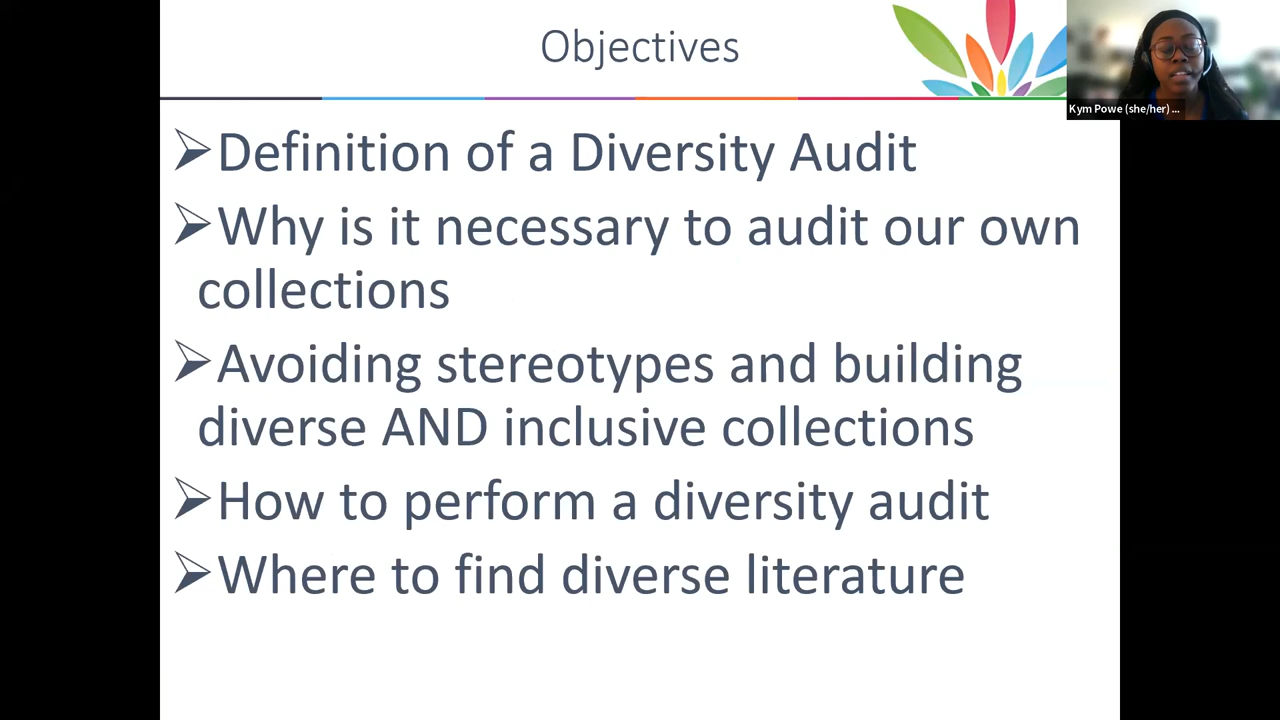 Objectives
Kym Powe (she/her) ...
➢Definition of a Diversity Audit
➢Why is it necessary to audit our own
collections
➢Avoiding stereotypes and building
diverse AND inclusive collections
➢How to perform a diversity audit
➢Where to find diverse literature